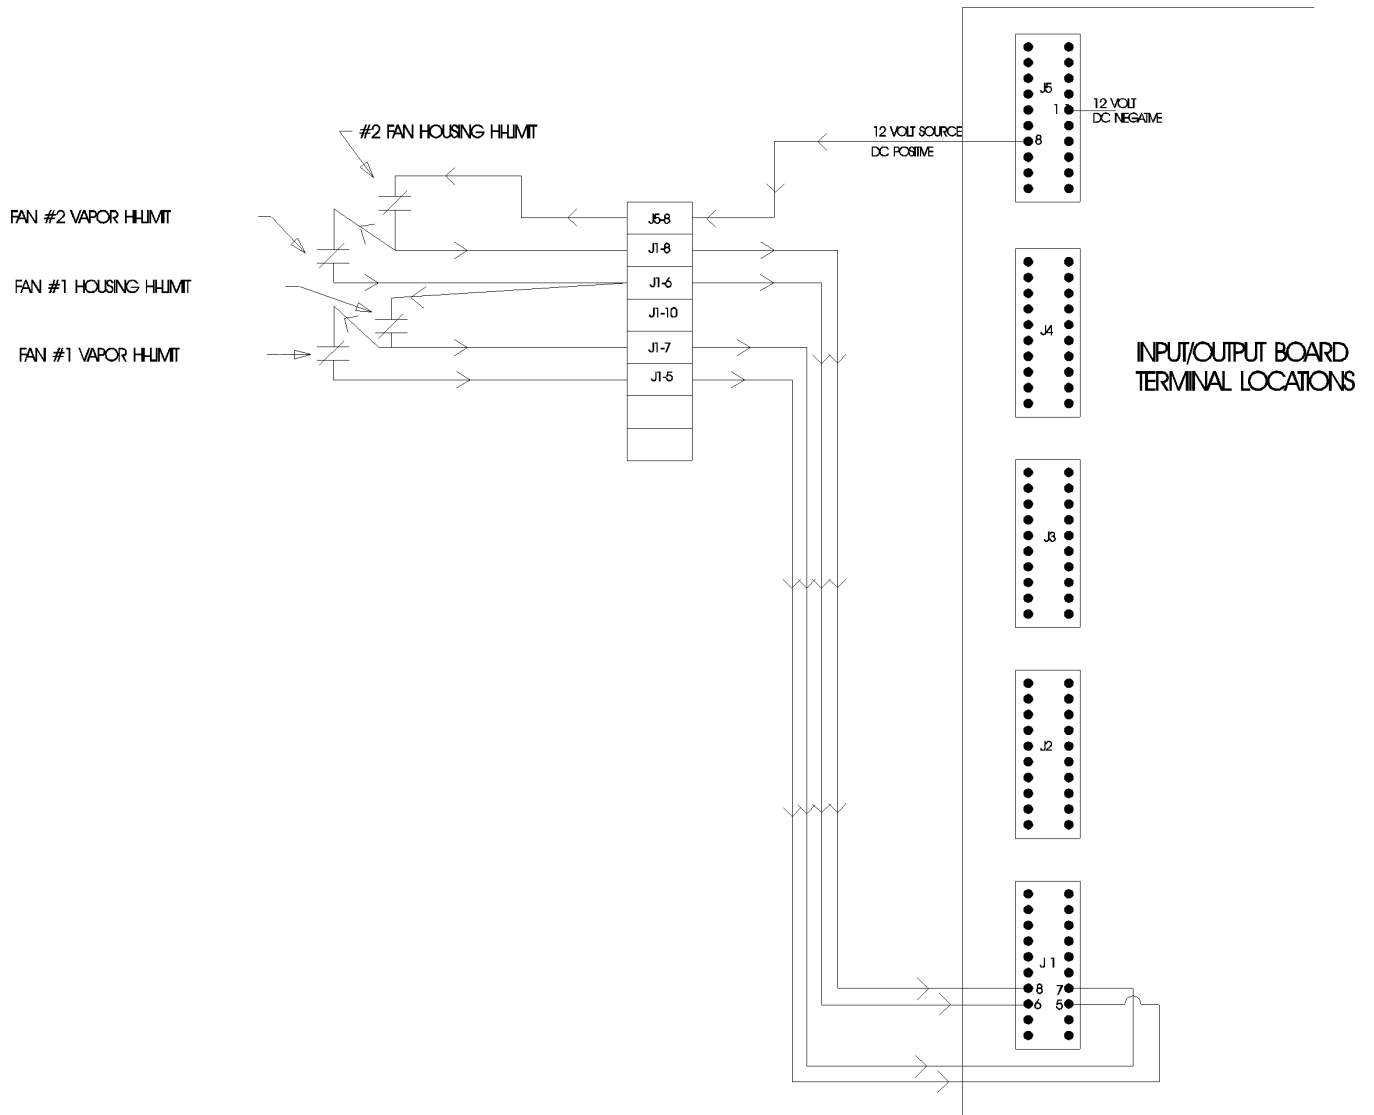 J5
1
12 VOLT
DC NEGATIVE
#2 FAN HOUSING HI-LIMIT
12 VOLT SOURCE
DC POSITIVE
8
FAN #2 VAPOR HI-LIMIT
J5-8
J1-8
FAN #1 HOUSING HI-LIMIT
J1-6
J1-10
J4
FAN #1 VAPOR HI-LIMIT
J1-7
J1-5
INPUT/OUTPUT BOARD
TERMINAL LOCATIONS
J3
J2
J1
8 7
6 5